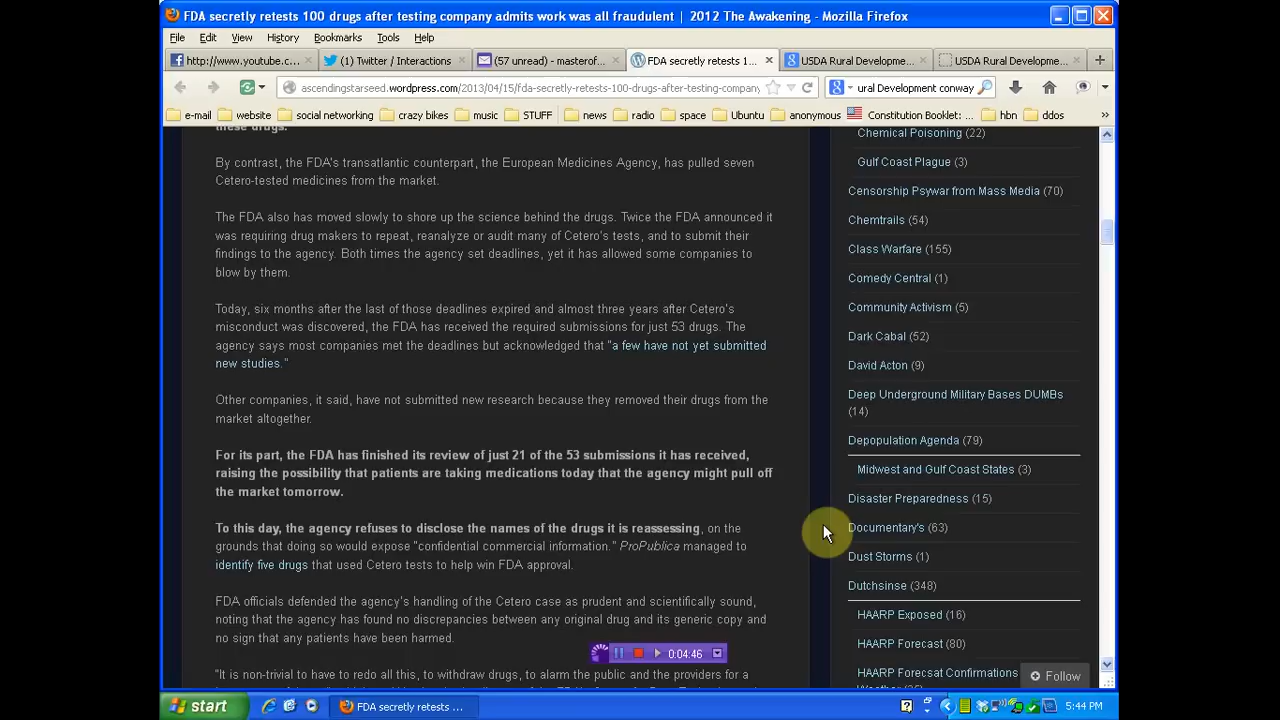 FDA secretly retests 100 drugs after testing company admits work was all fraudulent | 2012 The Awakening - Mozilla Firefox
File Edit View History Bookmarks Tools Help
http://www.youtube.c...
(1) Twitter / Interactions
(57 unread) - masterof...
FDA secretly retests 1...
USDA Rural Developme...
USDA Rural Developme...
ascendingstarseed.wordpress.com/2013/04/15/fda-secretly-retests-100-drugs-after-testing-company
ural Development conway
e-mail website social networking crazy bikes music STUFF news radio space Ubuntu anonymous Constitution Booklet:... hbn ddos
these drugs.
By contrast, the FDA's transatlantic counterpart, the European Medicines Agency, has pulled seven
Cetero-tested medicines from the market.
The FDA also has moved slowly to shore up the science behind the drugs. Twice the FDA announced it
was requiring drug makers to repeat, reanalyze or audit many of Cetero's tests, and to submit their
findings to the agency. Both times the agency set deadlines, yet it has allowed some companies to
blow by them.
Today, six months after the last of those deadlines expired and almost three years after Cetero's
misconduct was discovered, the FDA has received the required submissions for just 53 drugs. The
agency says most companies met the deadlines but acknowledged that "a few have not yet submitted
new studies."
Other companies, it said, have not submitted new research because they removed their drugs from the
market altogether.
For its part, the FDA has finished its review of just 21 of the 53 submissions it has received,
raising the possibility that patients are taking medications today that the agency might pull off
the market tomorrow.
To this day, the agency refuses to disclose the names of the drugs it is reassessing, on the
grounds that doing so would expose "confidential commercial information." ProPublica managed to
identify five drugs that used Cetero tests to help win FDA approval.
FDA officials defended the agency's handling of the Cetero case as prudent and scientifically sound,
noting that the agency has found no discrepancies between any original drug and its generic copy and
no sign that any patients have been harmed.
"It is non-trivial to have to redo all this, to withdraw drugs, to alarm the public and the providers for a
Chemical Poisoning (22)
Gulf Coast Plague (3)
Censorship Psywar from Mass Media (70)
Chemtrails (54)
Class Warfare (155)
Comedy Central (1)
Community Activism (5)
Dark Cabal (52)
David Acton (9)
Deep Underground Military Bases DUMBs
(14)
Depopulation Agenda (79)
Midwest and Gulf Coast States (3)
Disaster Preparedness (15)
Documentary's (63)
Dust Storms (1)
Dutchsinse (348)
HAARP Exposed (16)
HAARP Forecast (80)
HAARP Forecsat Confirmations
Follow
0:04:46
start
FDA secretly retests ...
5:44 PM